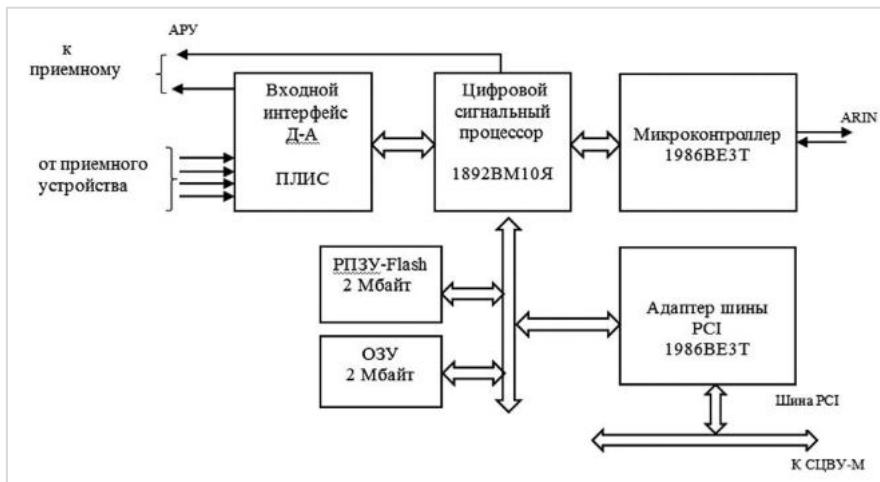 АРУ
к
приемному
Входной
интерфейс
Д-А
ПЛИС
от приемного
устройства
Цифровой
сигнальный
процессор
1892ВМ10Я
Микроконтроллер
1986ВЕ3Т
ARIN
РПЗУ-Flash
2 Мбайт
ОЗУ
2 Мбайт
Адаптер шины
PCI
1986ВЕ3Т
Шина PCI
К СЦВУ-М